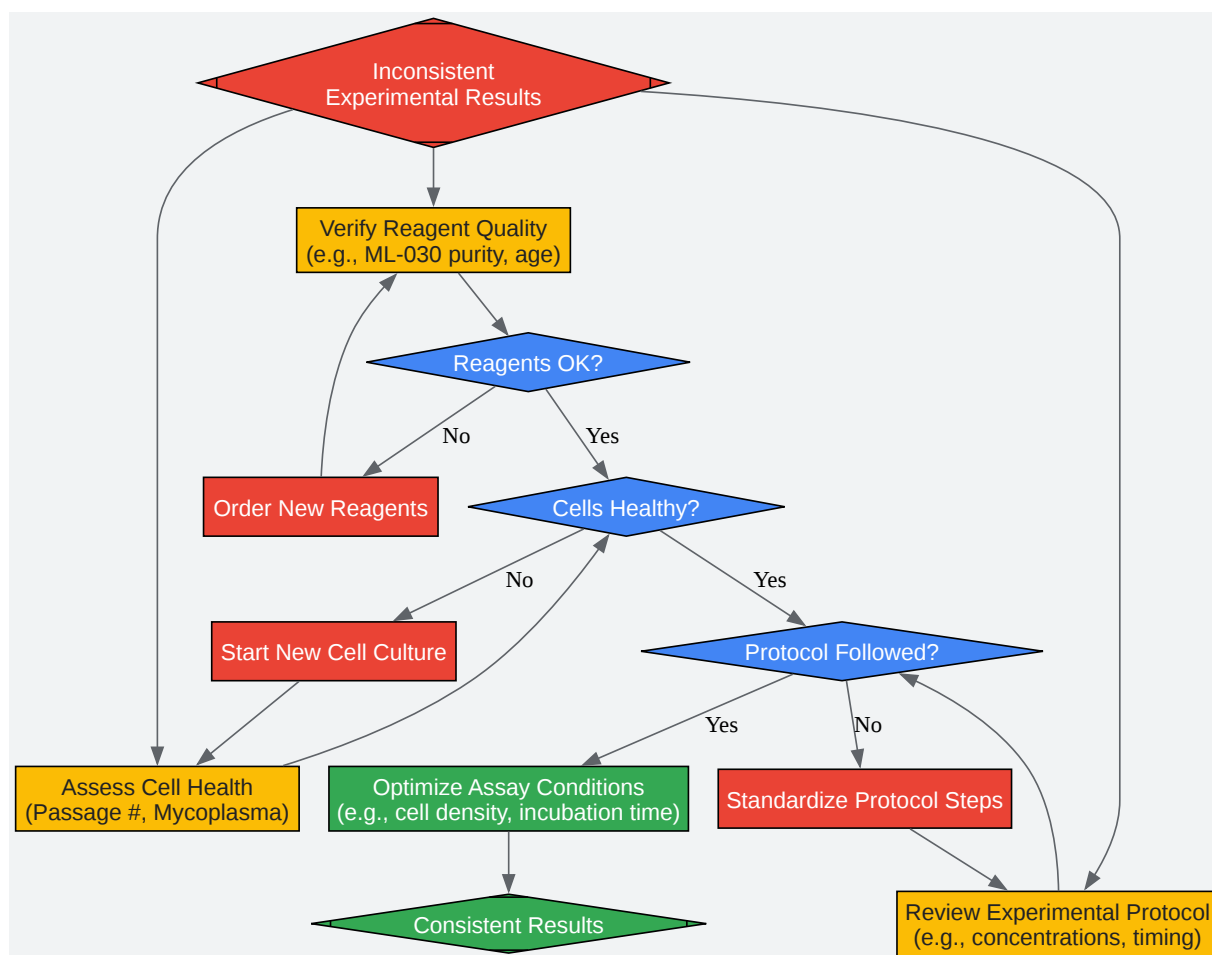 Inconsistent
Experimental Results
Verify Reagent Quality
(e.g., ML-030 purity, age)
Reagents OK?
No
Yes
Order New Reagents
Cells Healthy?
No
Yes
Start New Cell Culture
Protocol Followed?
Yes
No
Assess Cell Health
(Passage #, Mycoplasma)
Optimize Assay Conditions
(e.g., cell density, incubation time)
Standardize Protocol Steps
Consistent Results
Review Experimental Protocol
(e.g., concentrations, timing)